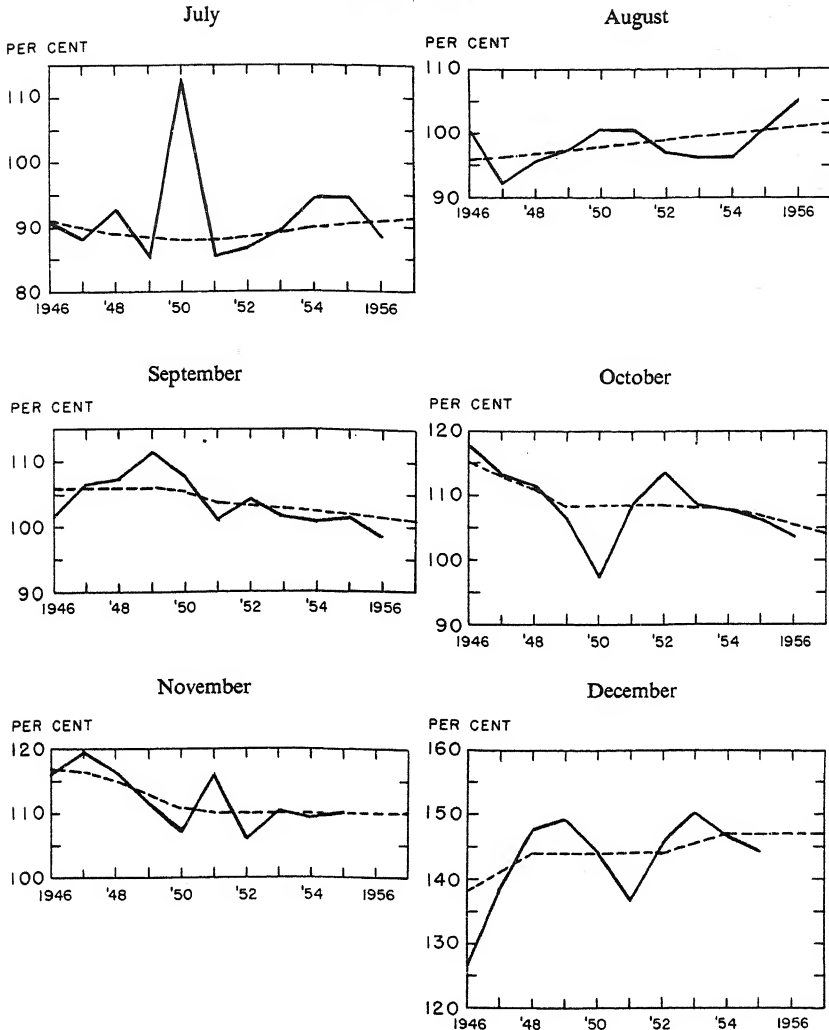 July
PER CENT
110
100
90
80
1946 '48 '50 '52 '54 1956
August
PER CENT
110
100
90
1946 '48 '50 '52 '54 1956
September
PER CENT
110
100
90
1946 '48 '50 '52 '54 1956
October
PER CENT
120
110
100
90
1946 '48 '50 '52 '54 1956
November
PER CENT
120
110
100
1946 '48 '50 '52 '54 1956
December
PER CENT
160
150
140
130
120
1946 '48 '50 '52 '54 1956